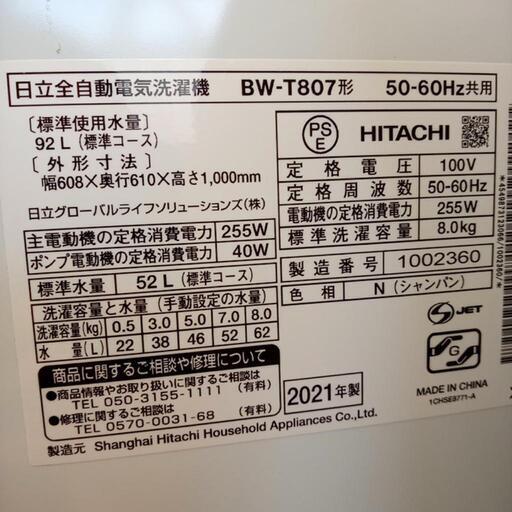 日立全自動電気洗濯機 BW-T807形 50-60Hz共用
〔標準使用水量〕
92 L (標準コース)
〔外形寸法〕
幅608×奥行610×高さ1,000mm
日立グローバルライフソリューションズ(株)
主電動機の定格消費電力 255W
ポンプ電動機の定格消費電力 40W
標準水量 52 L (標準コース)
洗濯容量と水量 (手動設定の水量)
洗濯容量(kg) 0.5 3.0 5.0 7.0 8.0
水量(L) 22 38 46 52 62
商品に関するご相談や修理について
●商品情報やお取り扱いに関するご相談
TEL 050-3155-1111 (有料)
●修理に関するご相談
TEL 0570-0031-68 (有料)
製造元 Shanghai Hitachi Household Appliances Co.,Ltd.
PS
E
HITACHI
定格電圧 100V
定格周波数 50-60Hz
電動機の定格消費電力 255W
標準洗濯容量 8.0kg
製造番号 1002360
色相 N (シャンパン)
2021年製
S JET
G
MADE IN CHINA
1CHSE8771-A
*4549873123066/1002360/*